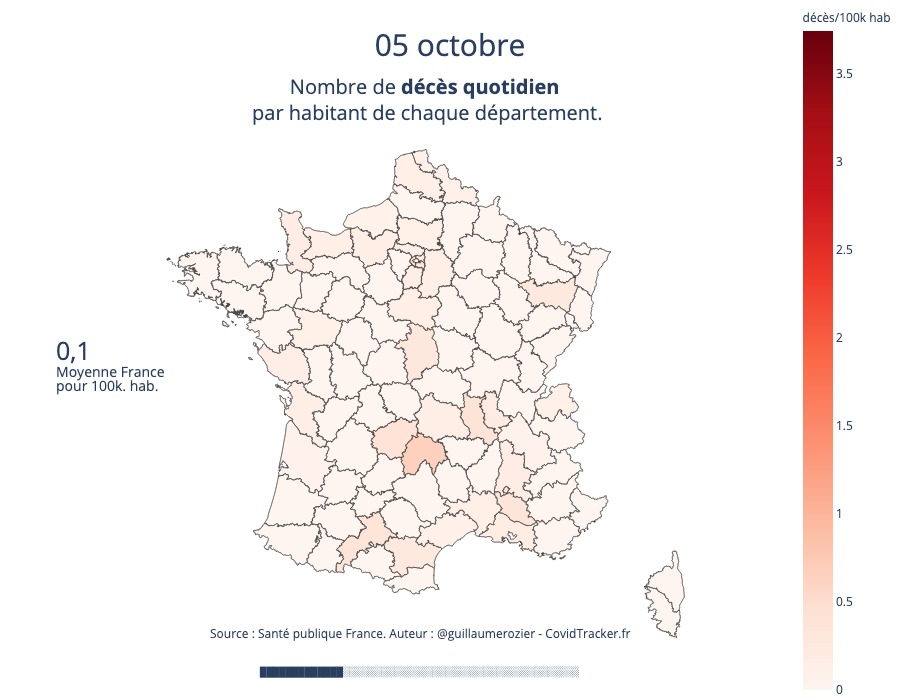 décès/100k hab
05 octobre
Nombre de décès quotidien
par habitant de chaque département.
3.5
3
2.5
2
1.5
1
0.5
0
0,1
Moyenne France
pour 100k. hab.
Source : Santé publique France. Auteur : @guillaumerozier - CovidTracker.fr